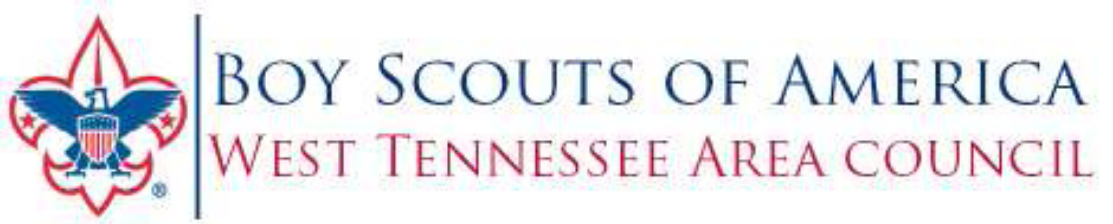 BOY SCOUTS OF AMERICA
WEST TENNESSEE AREA COUNCIL
®